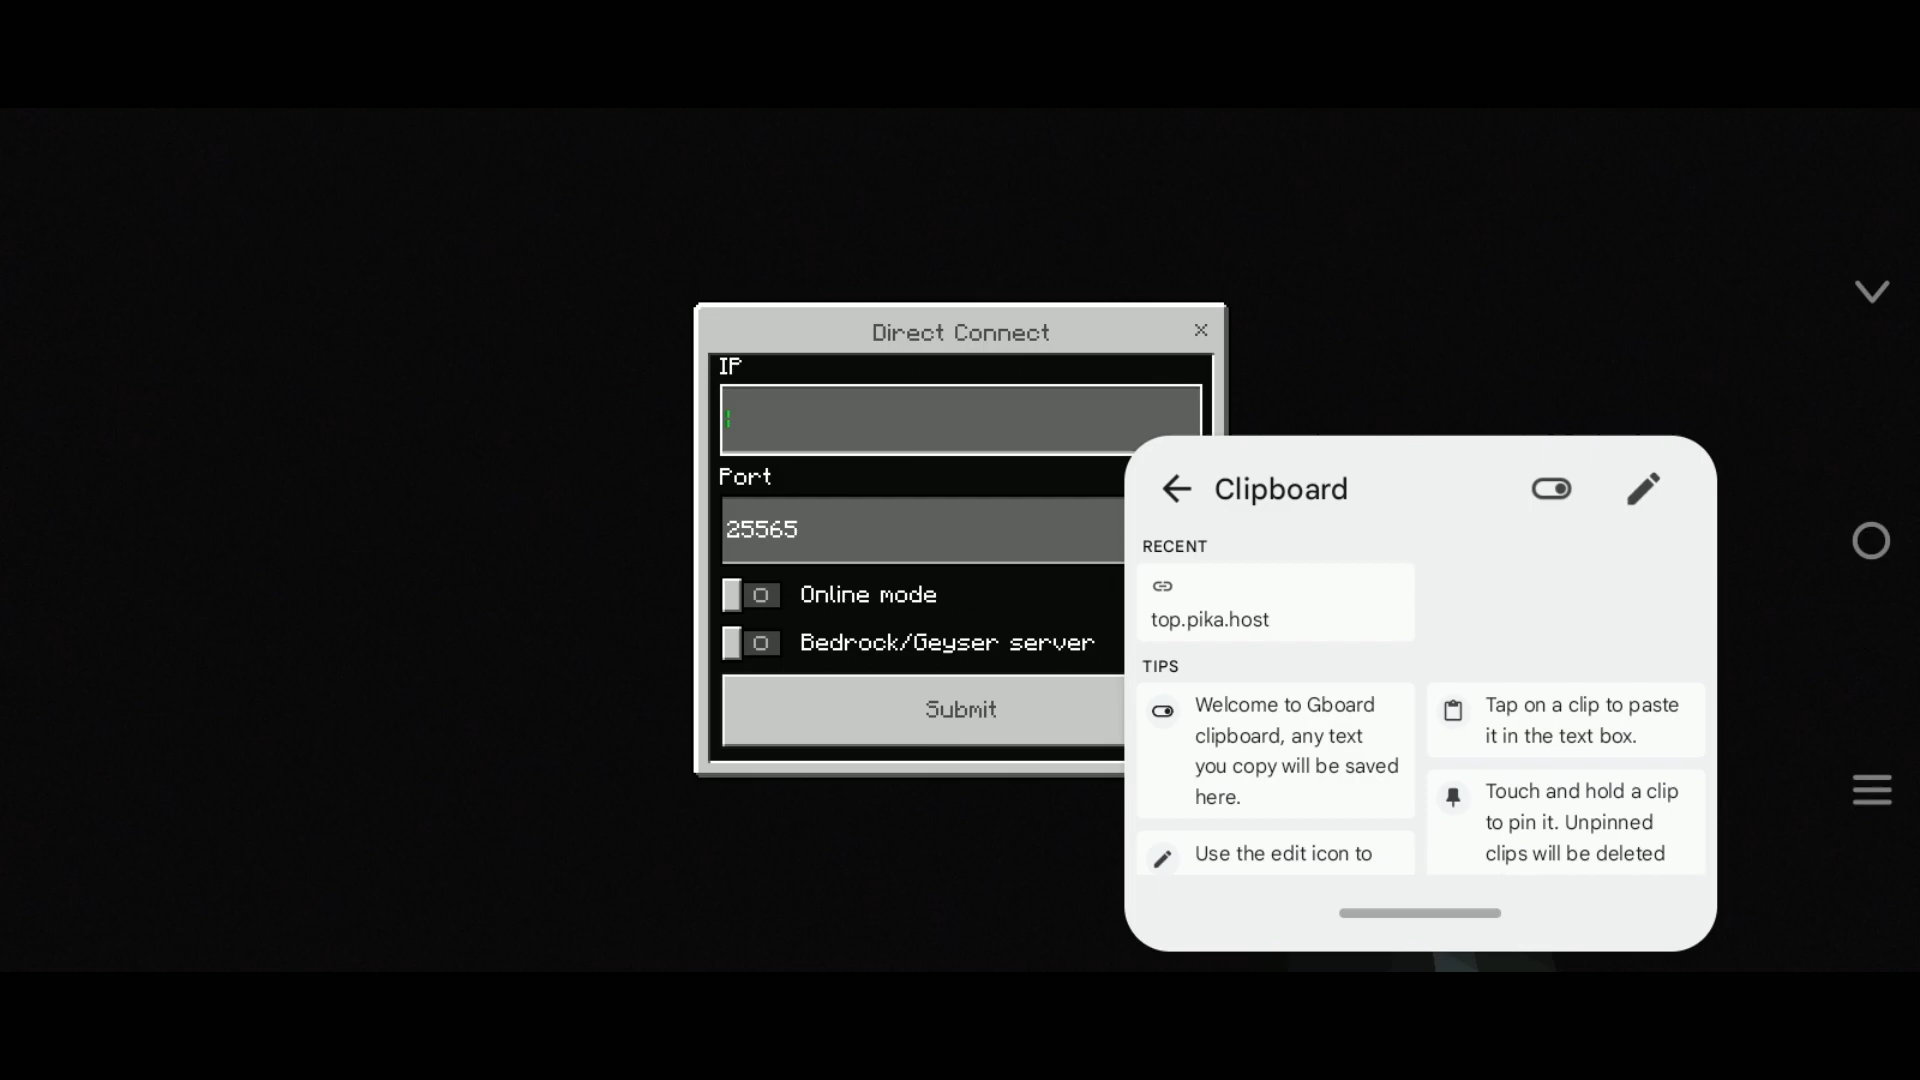 Direct Connect
IP
Port
25565
Online mode
Bedrock/Geyser server
Submit
Clipboard
RECENT
top.pika.host
TIPS
Welcome to Gboard
clipboard, any text
you copy will be saved
here.
Use the edit icon to
Tap on a clip to paste
it in the text box.
Touch and hold a clip
to pin it. Unpinned
clips will be deleted